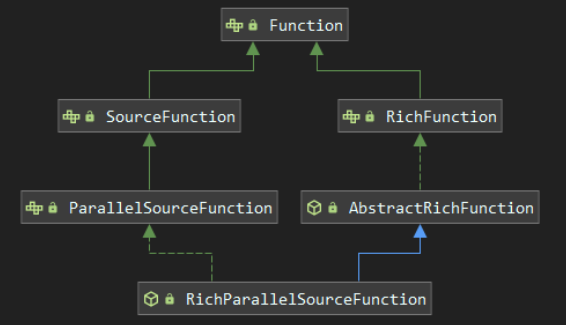 Function
SourceFunction
RichFunction
ParallelSourceFunction
AbstractRichFunction
RichParallelSourceFunction